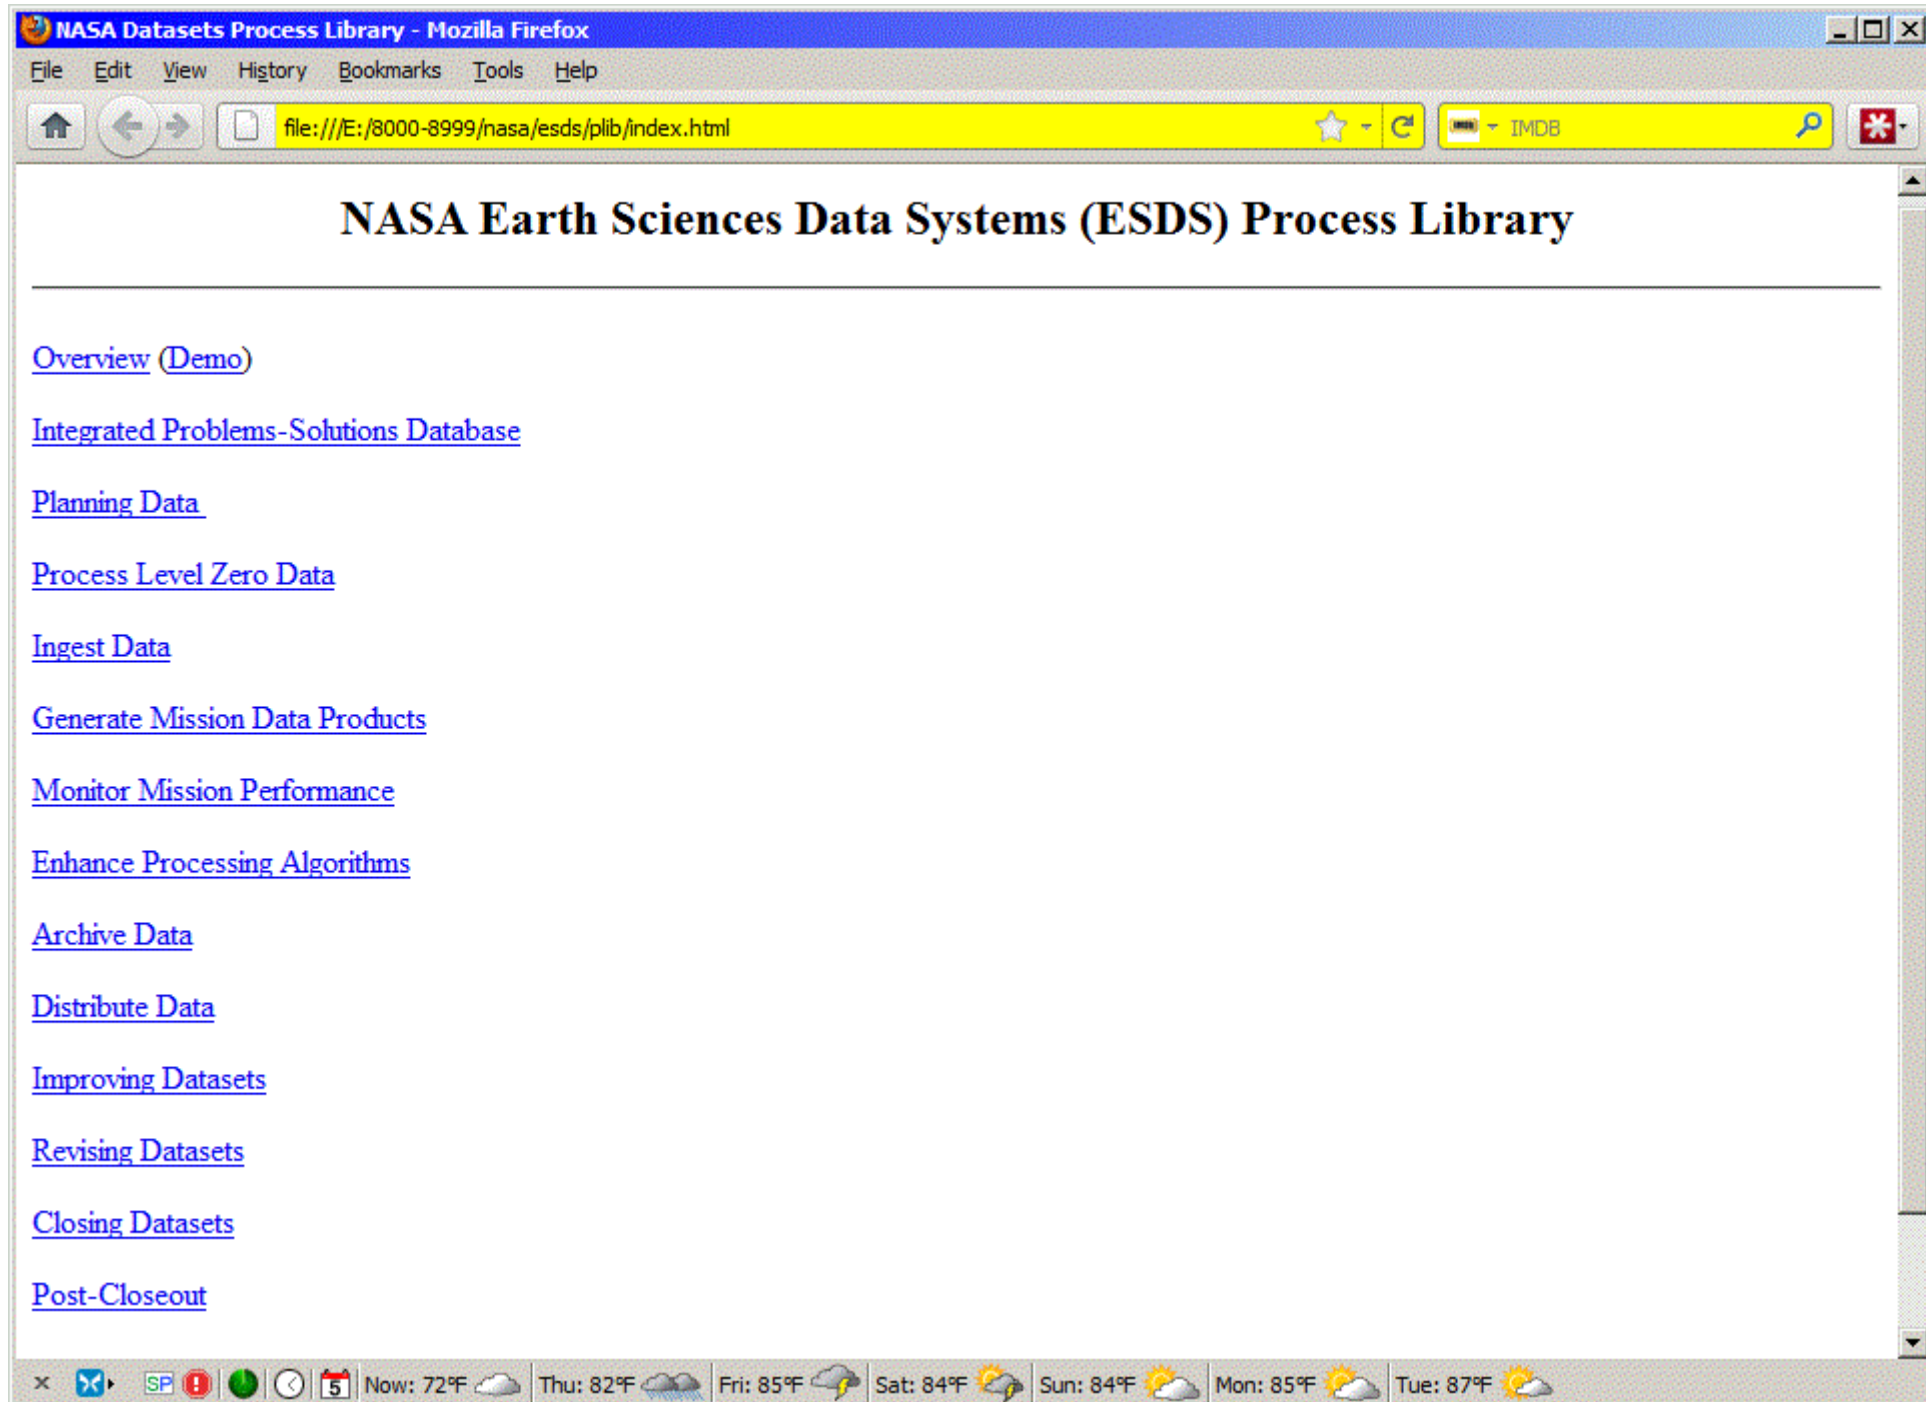 NASA Datasets Process Library - Mozilla Firefox
File Edit View History Bookmarks Tools Help
file:///E:/8000-8999/nasa/esds/plib/index.html IMDB
NASA Earth Sciences Data Systems (ESDS) Process Library
Overview (Demo)
Integrated Problems-Solutions Database
Planning Data
Process Level Zero Data
Ingest Data
Generate Mission Data Products
Monitor Mission Performance
Enhance Processing Algorithms
Archive Data
Distribute Data
Improving Datasets
Revising Datasets
Closing Datasets
Post-Closeout
SP 5 Now: 72°F Thu: 82°F Fri: 85°F Sat: 84°F Sun: 84°F Mon: 85°F Tue: 87°F